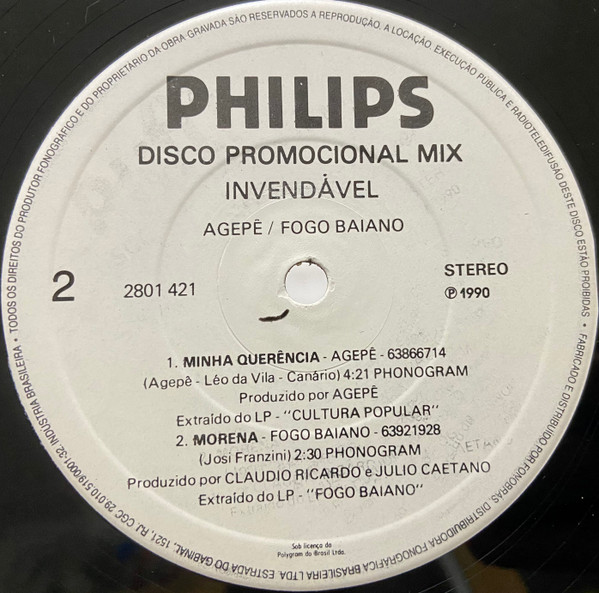 PHILIPS
DISCO PROMOCIONAL MIX
INVENDÁVEL
AGEPÊ / FOGO BAIANO
2
2801 421
STEREO
℗ 1990
1. MINHA QUERÊNCIA - AGEPÊ - 63866714
(Agepê - Léo da Vila - Canário) 4:21 PHONOGRAM
Produzido por AGEPÊ
Extraído do LP - "CULTURA POPULAR"
2. MORENA - FOGO BAIANO - 63921928
(Josi Franzini) 2:30 PHONOGRAM
Produzido por CLAUDIO RICARDO e JULIO CAETANO
Extraído do LP - "FOGO BAIANO"
Sob licença de
Polygram do Brasil Ltda.
• TODOS OS DIREITOS DO PRODUTOR FONOGRÁFICO E DO PROPRIETÁRIO DA OBRA GRAVADA SÃO RESERVADOS A REPRODUÇÃO, A LOCAÇÃO, EXECUÇÃO PÚBLICA E RADIOTELEDIFUSÃO DESTE DISCO ESTÃO PROIBIDAS • FABRICADO E DISTRIBUIDO POR FONOBRAS, DISTRIBUIDORA FONOGRÁFICA BRASILEIRA LTDA. ESTRADA DO GABINAL, 1521, RJ, CGC 29.010.519/0001-32, INDUSTRIA BRASILEIRA